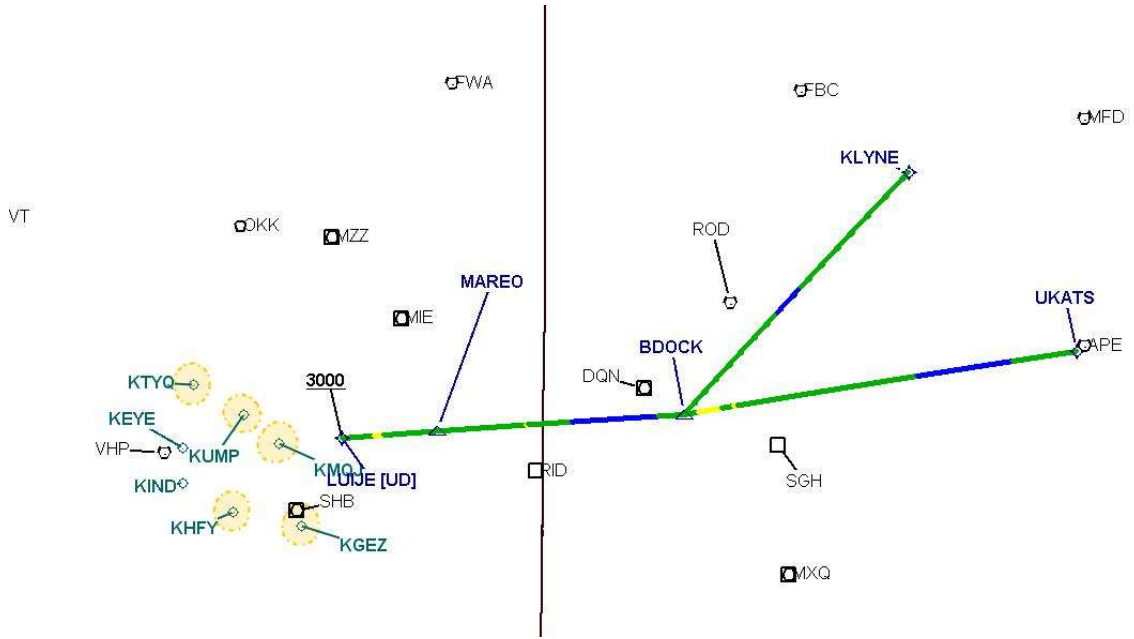 FWA
FBC
MFD
KLYNE
VT
OKK
MZZ
ROD
MAREO
UKATS
MIE
APE
BDOCK
DQN
3000
KTYQ
KEYE
VHP
KUMP
KMQJ
RID
LUIJE [UD]
SGH
KIND
SHB
KHFY
KGEZ
MXQ